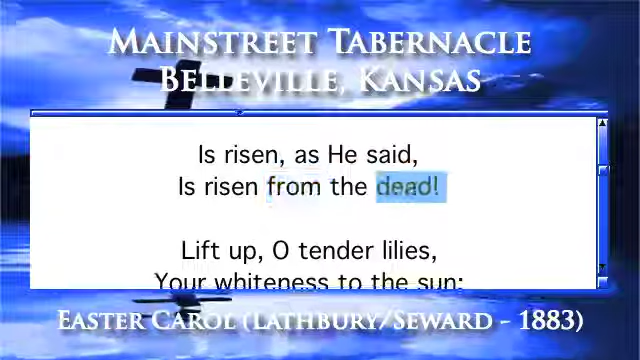 Mainstreet Tabernacle
Belleville, Kansas
Is risen, as He said,
Is risen from the dead!
Lift up, O tender lilies,
Your whiteness to the sun;
Easter Carol (Lathbury/Seward - 1883)